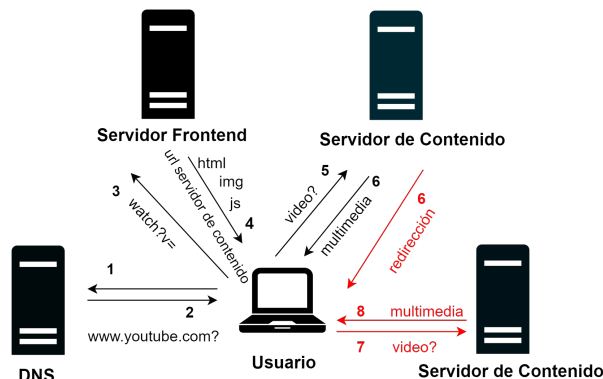 Servidor Frontend
Servidor de Contenido
html
img
js
url servidor de contenido
3
4
watch?v=
5
6
video?
multimedia
6
redirección
1
2
www.youtube.com?
DNS
Usuario
8 multimedia
7 video?
Servidor de Contenido